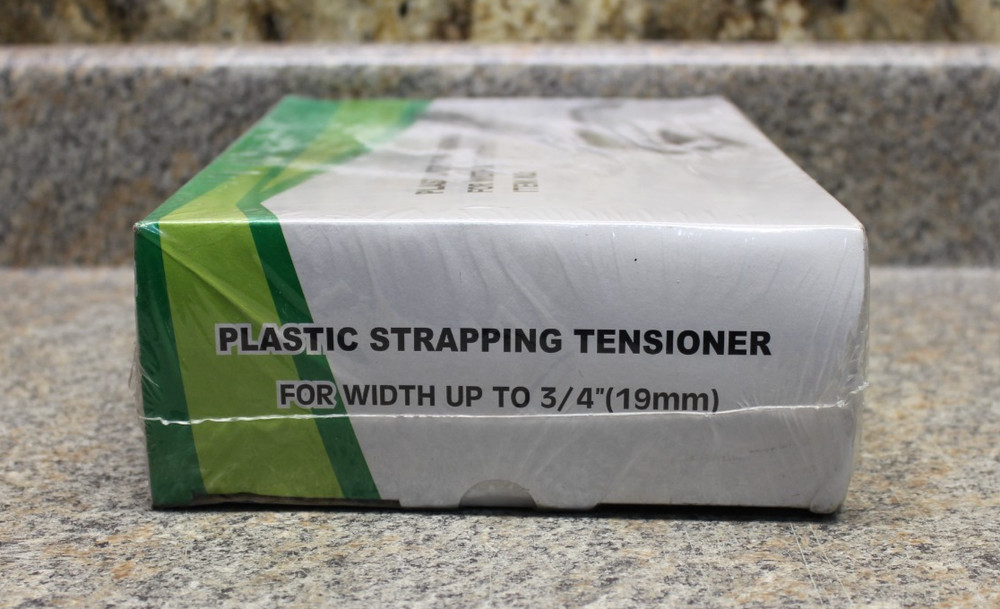 PLASTIC STRAPPING TENSIONER
FOR WIDTH UP TO 3/4"(19mm)